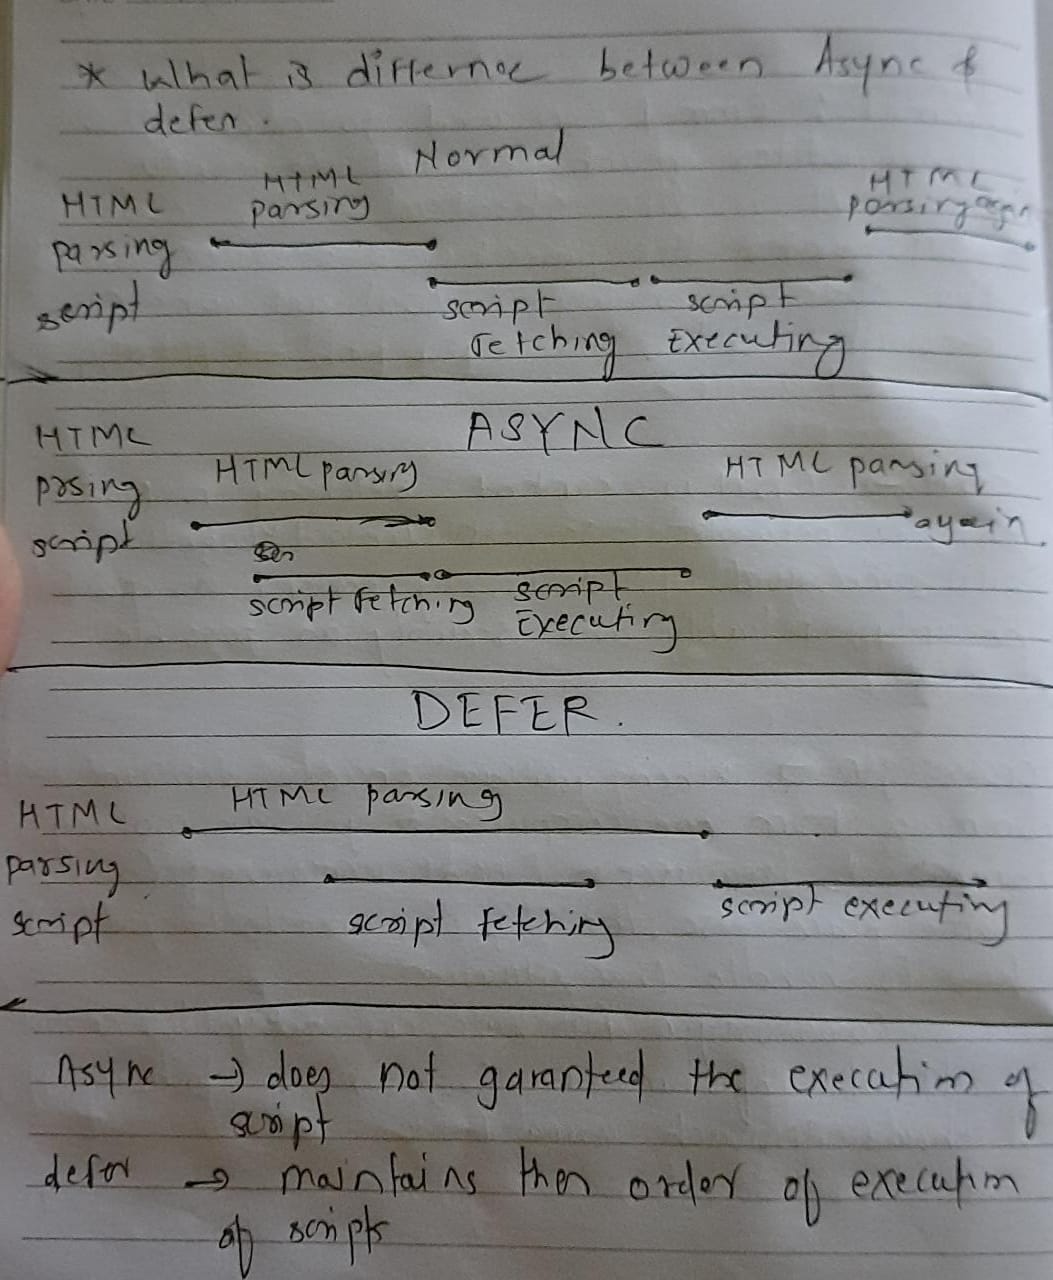 * What is differnce between Async &
defer.
Normal
HTML parsing
HTML parsing
HTML parsing again
script
script fetching
script Executing
ASYNC
HTML parsing
HTML posing
HTML parsing again
script
script fetching
script Executing
DEFER.
HTML parsing
HTML parsing
script
script fetching
script executing
Async → does not garanteed the execution of
script
defer → maintains then order of execution
of scripts